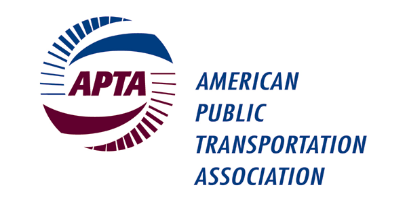 APTA
AMERICAN
PUBLIC
TRANSPORTATION
ASSOCIATION